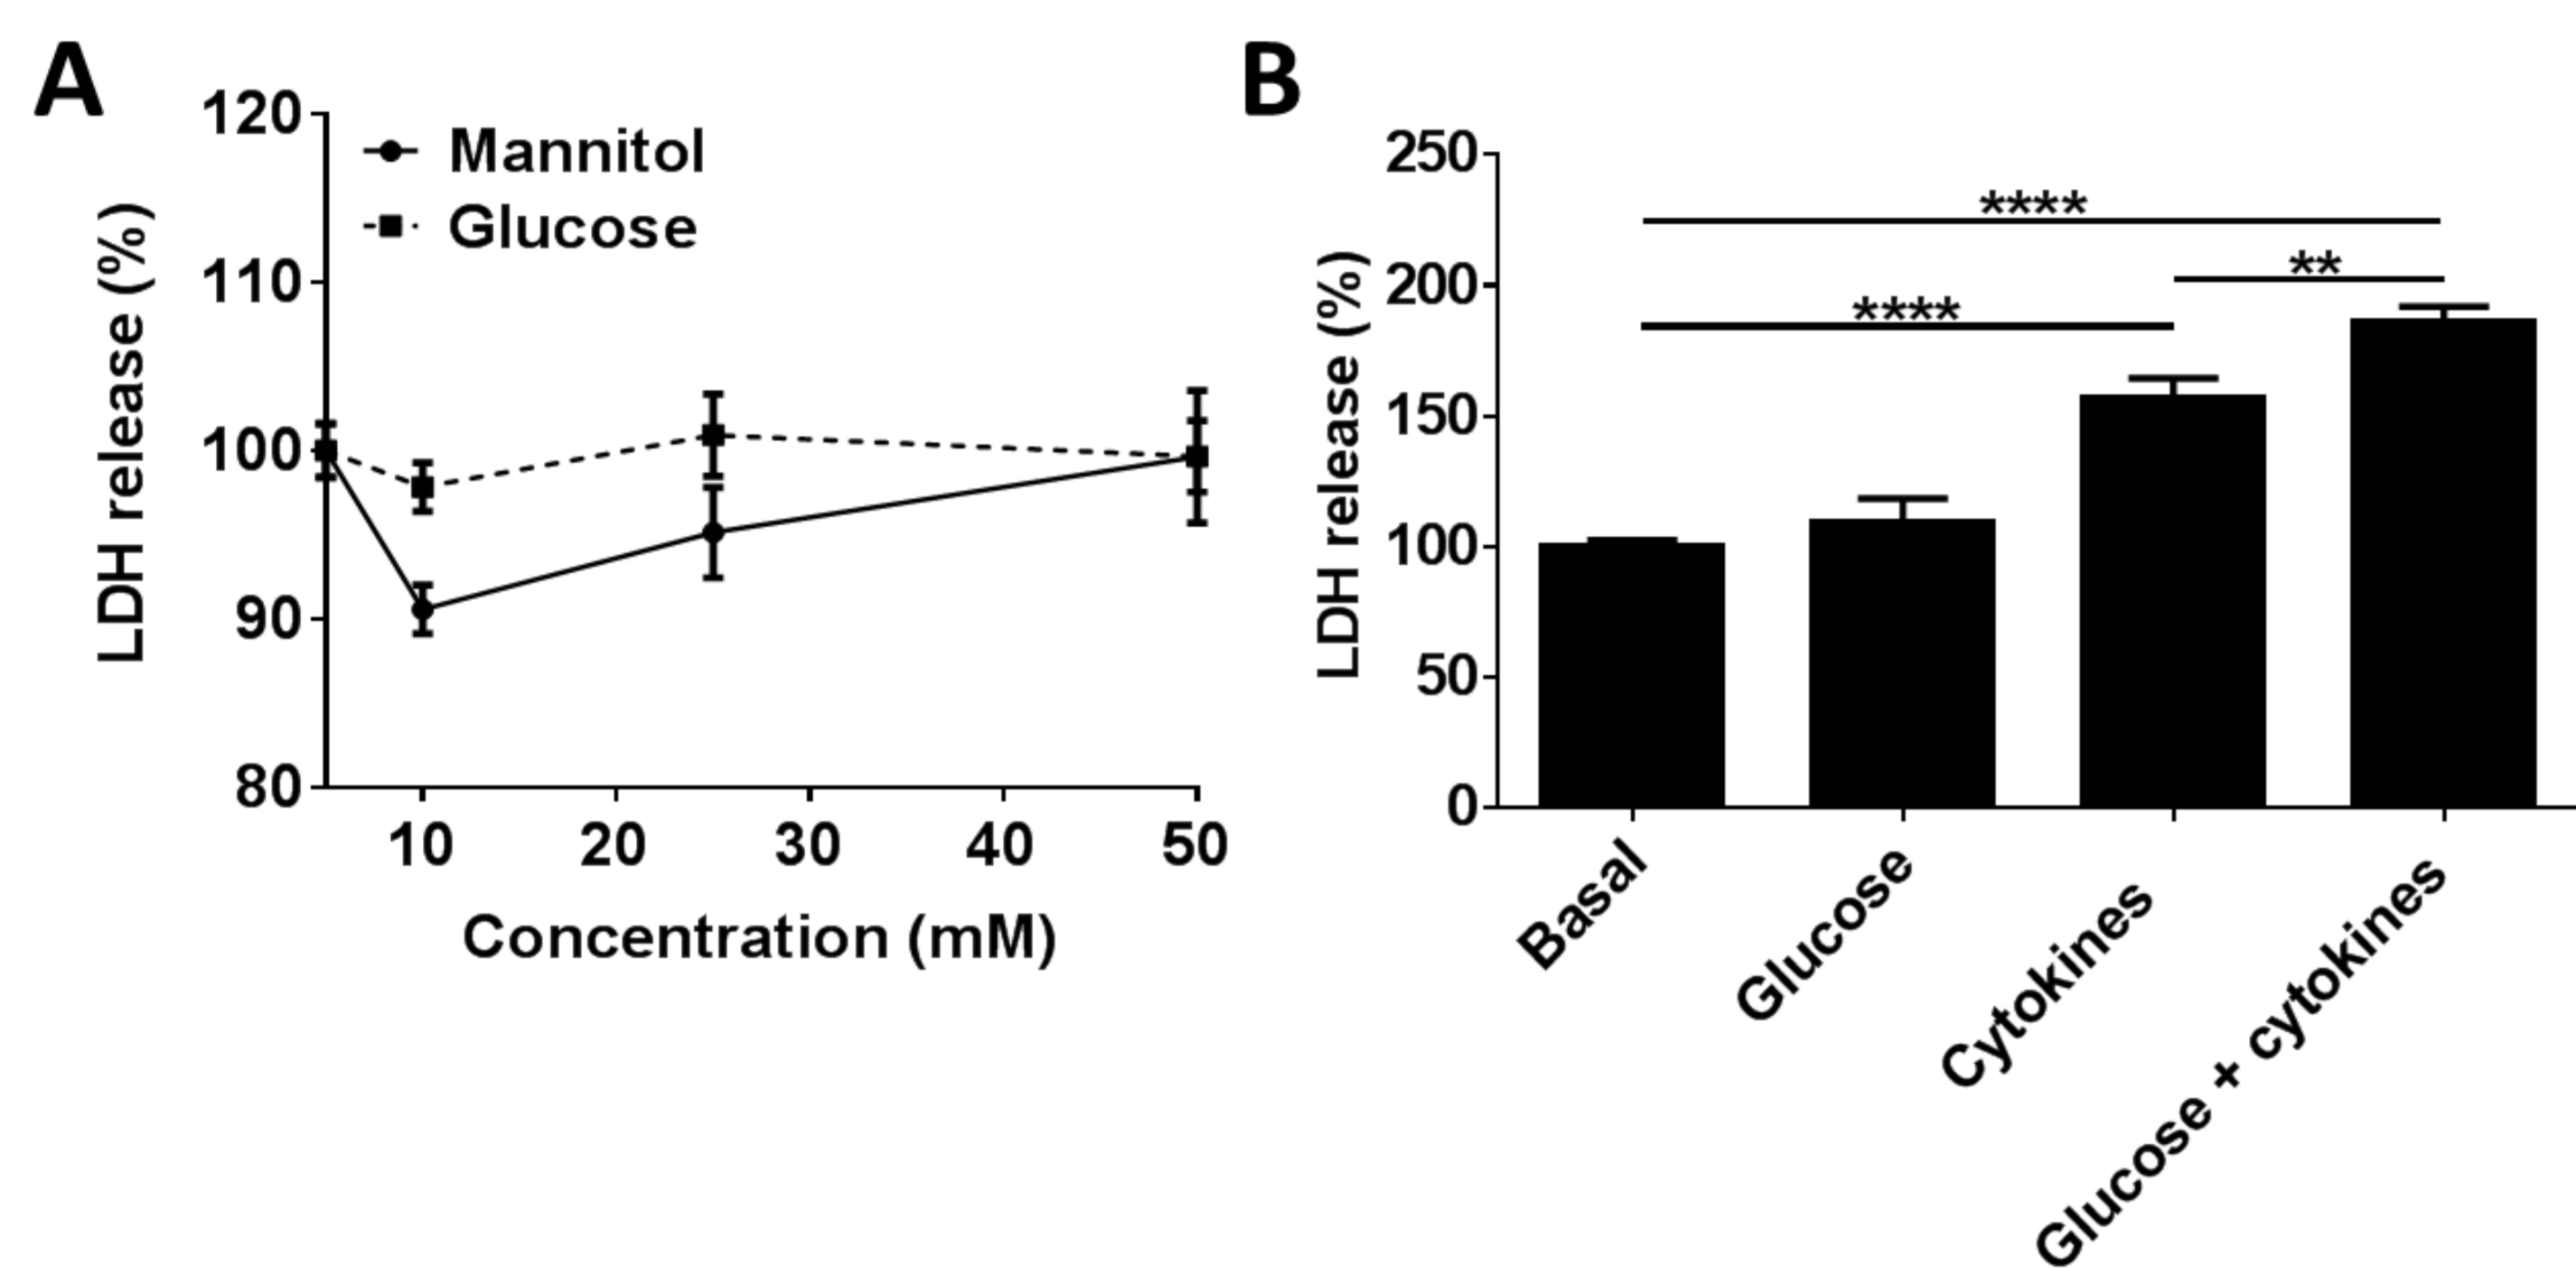 A
120
110
100
90
80
LDH release (%)
Mannitol
Glucose
10 20 30 40 50
Concentration (mM)
B
250
200
150
100
50
0
LDH release (%)
****
**
****
Basal
Glucose
Cytokines
Glucose + cytokines